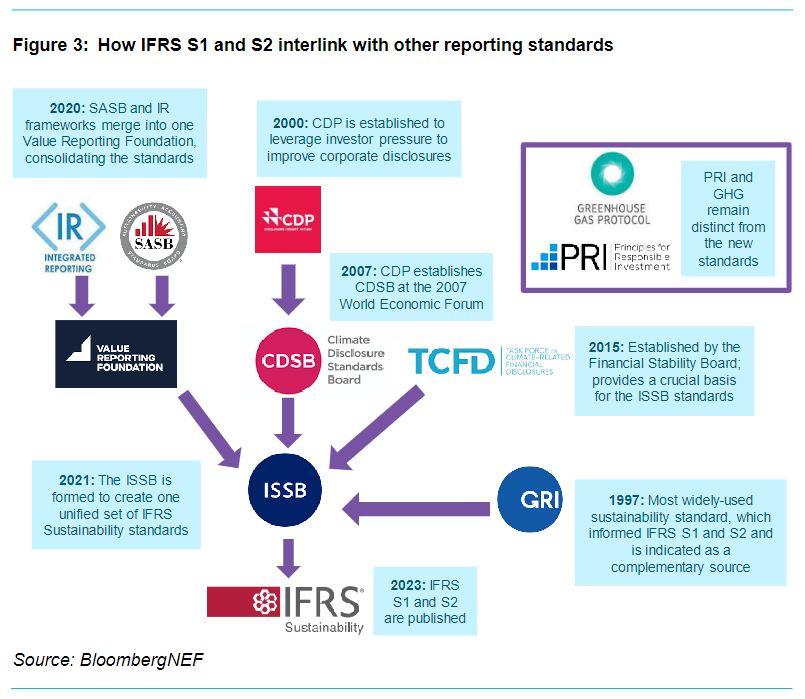 Figure 3: How IFRS S1 and S2 interlink with other reporting standards
2020: SASB and IR
frameworks merge into one
Value Reporting Foundation,
consolidating the standards
2000: CDP is established to
leverage investor pressure to
improve corporate disclosures
IR
INTEGRATED
REPORTING
SUSTAINABILITY ACCOUNTING
SASB
STANDARDS BOARD
CDP
DISCLOSURE INSIGHT ACTION
GREENHOUSE
GAS PROTOCOL
PRI
Principles for
Responsible
Investment
PRI and
GHG
remain
distinct from
the new
standards
2007: CDP establishes
CDSB at the 2007
World Economic Forum
VALUE
REPORTING
FOUNDATION
CDSB
Climate
Disclosure
Standards
Board
TCFD
TASK FORCE ON
CLIMATE-RELATED
FINANCIAL
DISCLOSURES
2015: Established by the
Financial Stability Board;
provides a crucial basis
for the ISSB standards
2021: The ISSB is
formed to create one
unified set of IFRS
Sustainability standards
ISSB
GRI
1997: Most widely-used
sustainability standard, which
informed IFRS S1 and S2 and
is indicated as a
complementary source
IFRS®
Sustainability
2023: IFRS
S1 and S2
are published
Source: BloombergNEF